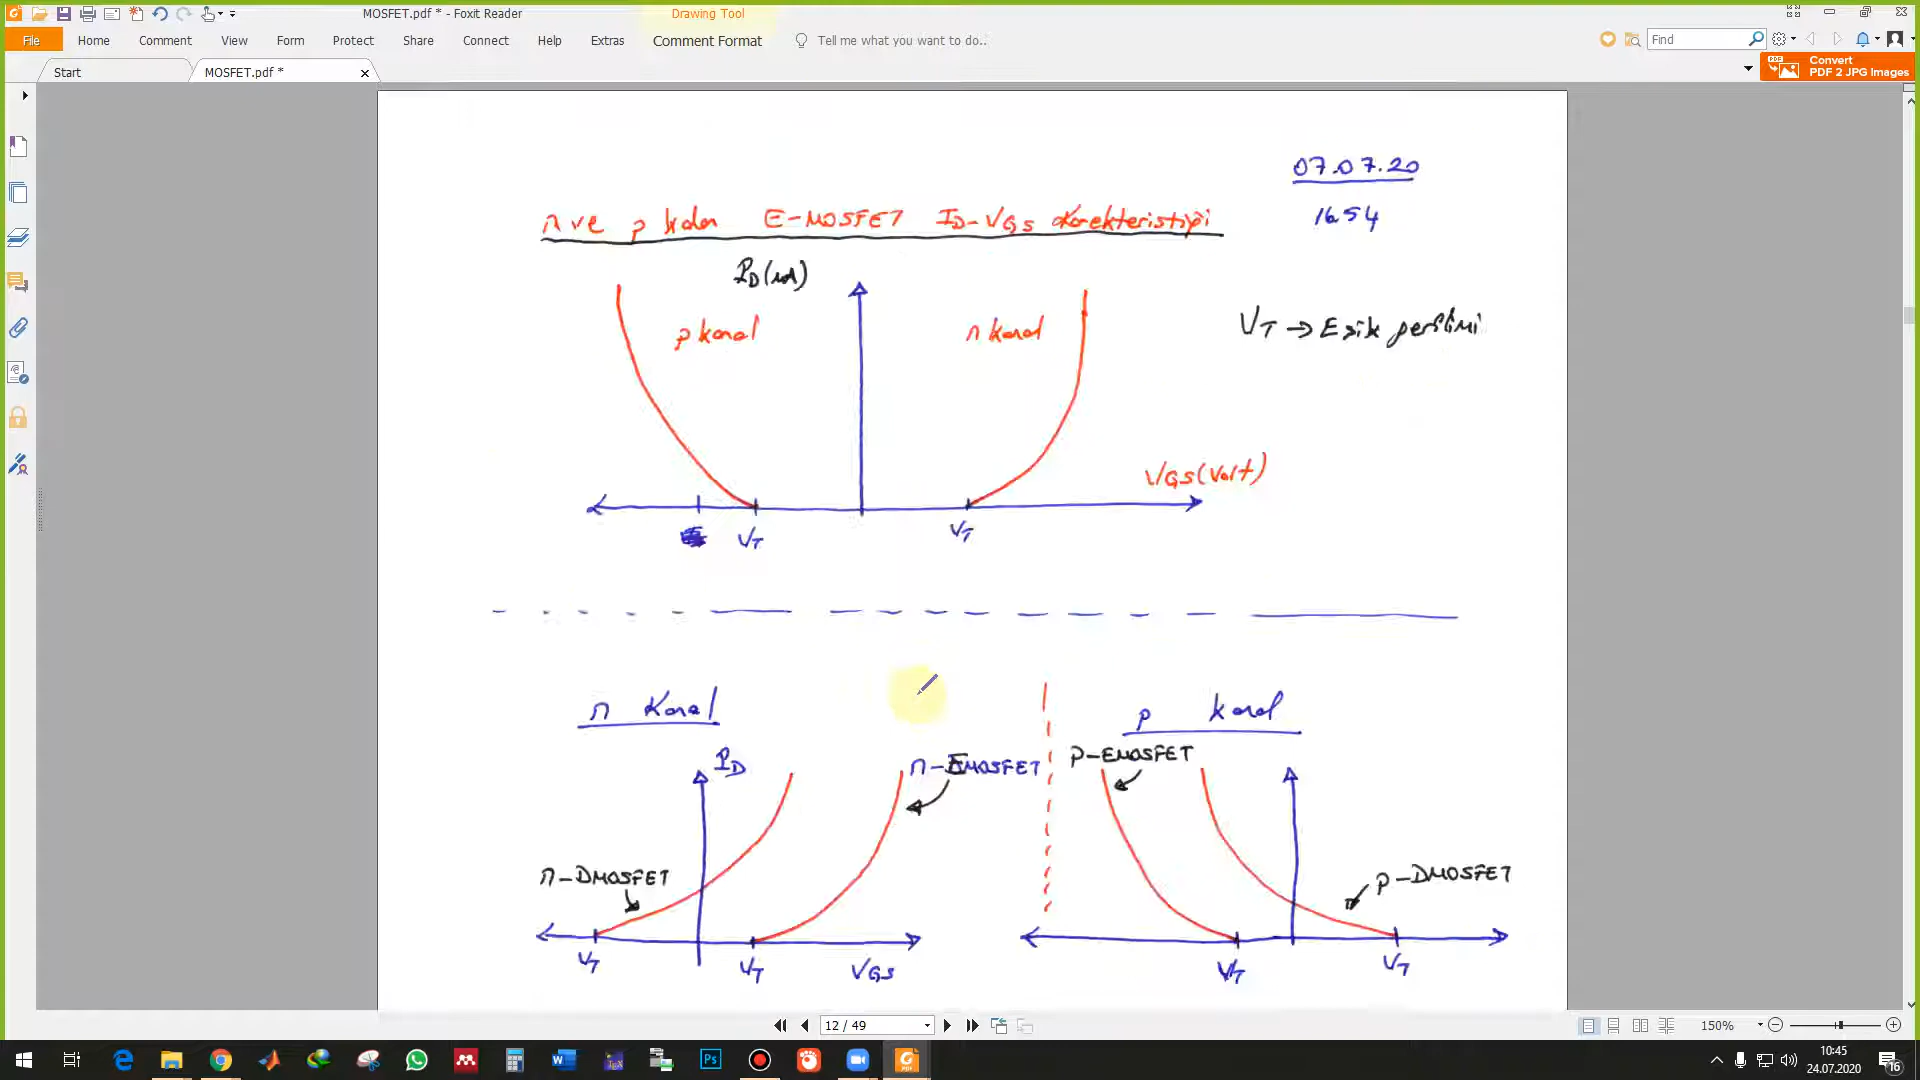 MOSFET.pdf * - Foxit Reader
Drawing Tool
File Home Comment View Form Protect Share Connect Help Extras Comment Format Tell me what you want to do.. Find
Start MOSFET.pdf *
Convert
PDF 2 JPG Images
07.07.20
16.54
n ve p kanal E-MOSFET ID-VGS Karekteristiği
ID(mA)
p kanal
n kanal
VT → Eşik gerilimi
VGS(Volt)
VT
VT
n Kanal
p kanal
ID
n-EMOSFET
P-EMOSFET
n-DMOSFET
p-DMOSFET
VT
VT
VGS
VT
VT
12 / 49
150%
10:45
24.07.2020
16